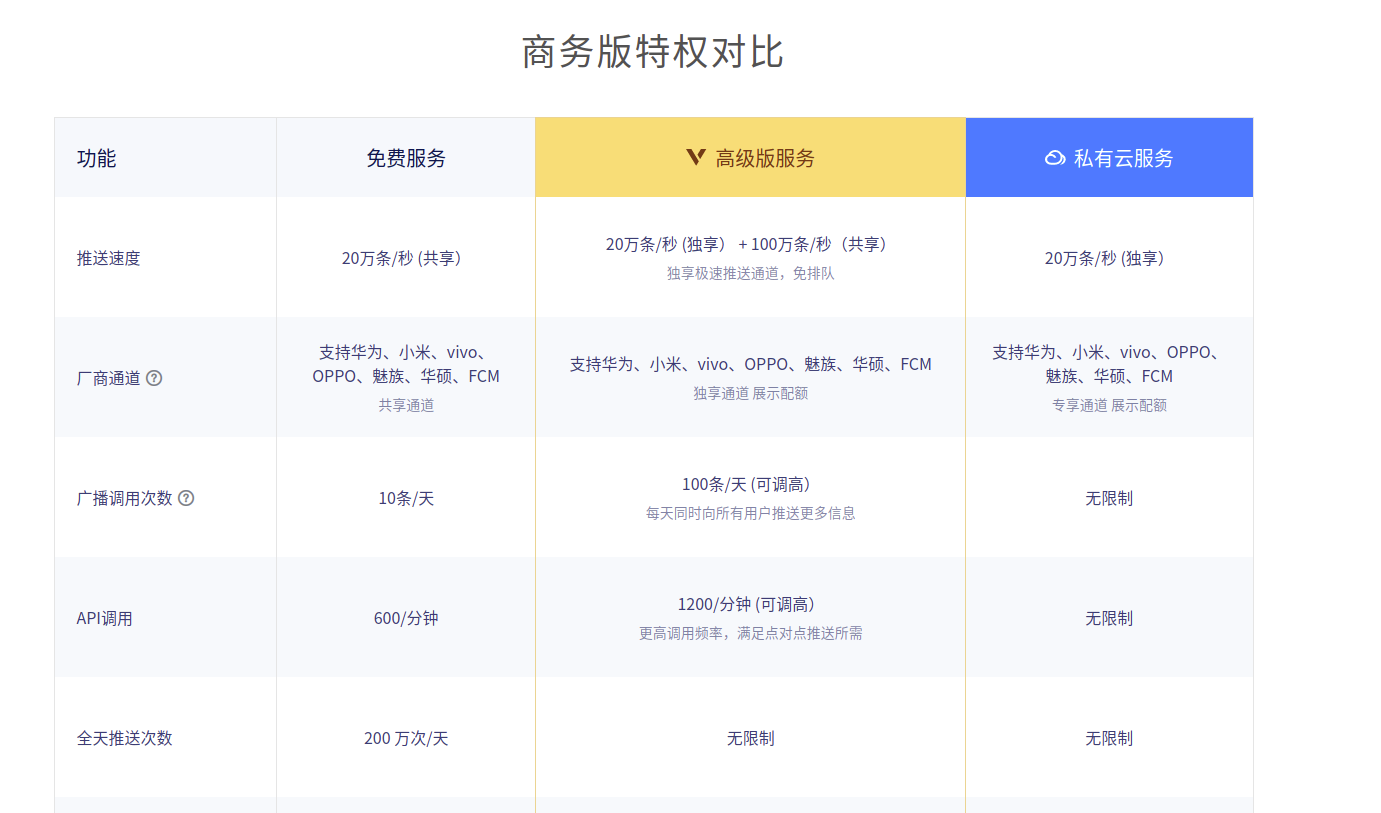 商务版特权对比
功能
免费服务
高级版服务
私有云服务
推送速度
20万条/秒 (共享）
20万条/秒 (独享） + 100万条/秒（共享）
独享极速推送通道，免排队
20万条/秒 (独享）
厂商通道 ?
支持华为、小米、vivo、
OPPO、魅族、华硕、FCM
共享通道
支持华为、小米、vivo、OPPO、魅族、华硕、FCM
独享通道 展示配额
支持华为、小米、vivo、OPPO、
魅族、华硕、FCM
专享通道 展示配额
广播调用次数 ?
10条/天
100条/天 (可调高）
每天同时向所有用户推送更多信息
无限制
API调用
600/分钟
1200/分钟 (可调高）
更高调用频率，满足点对点推送所需
无限制
全天推送次数
200 万次/天
无限制
无限制